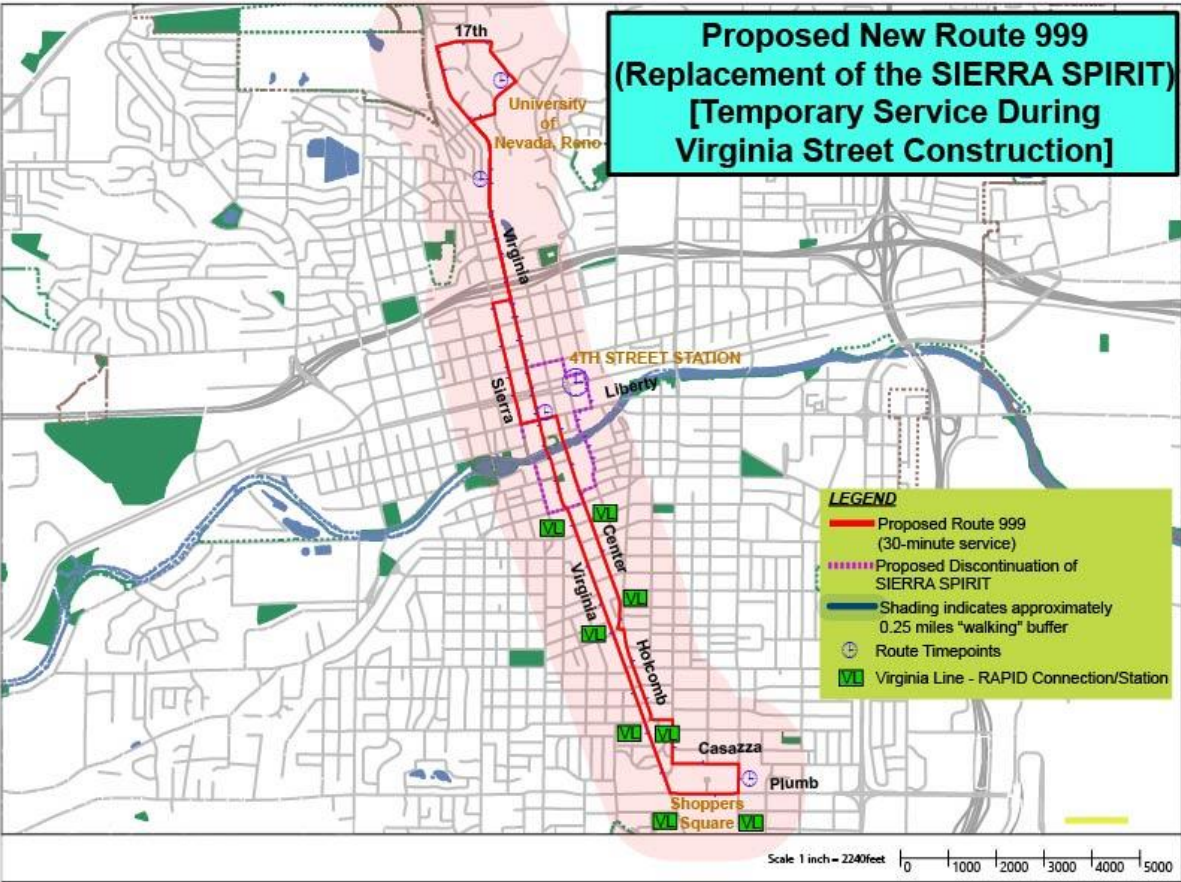 Proposed New Route 999
(Replacement of the SIERRA SPIRIT)
[Temporary Service During
Virginia Street Construction]
17th
University
of
Nevada, Reno
Virginia
4TH STREET STATION
Liberty
Sierra
VL
VL
Center
Virginia
VL
VL
Holcomb
VL
VL
Casazza
Plumb
Shoppers
Square
VL
VL
LEGEND
Proposed Route 999
(30-minute service)
Proposed Discontinuation of
SIERRA SPIRIT
Shading indicates approximately
0.25 miles "walking" buffer
Route Timepoints
VL Virginia Line - RAPID Connection/Station
Scale 1 inch = 2240feet
0 1000 2000 3000 4000 5000